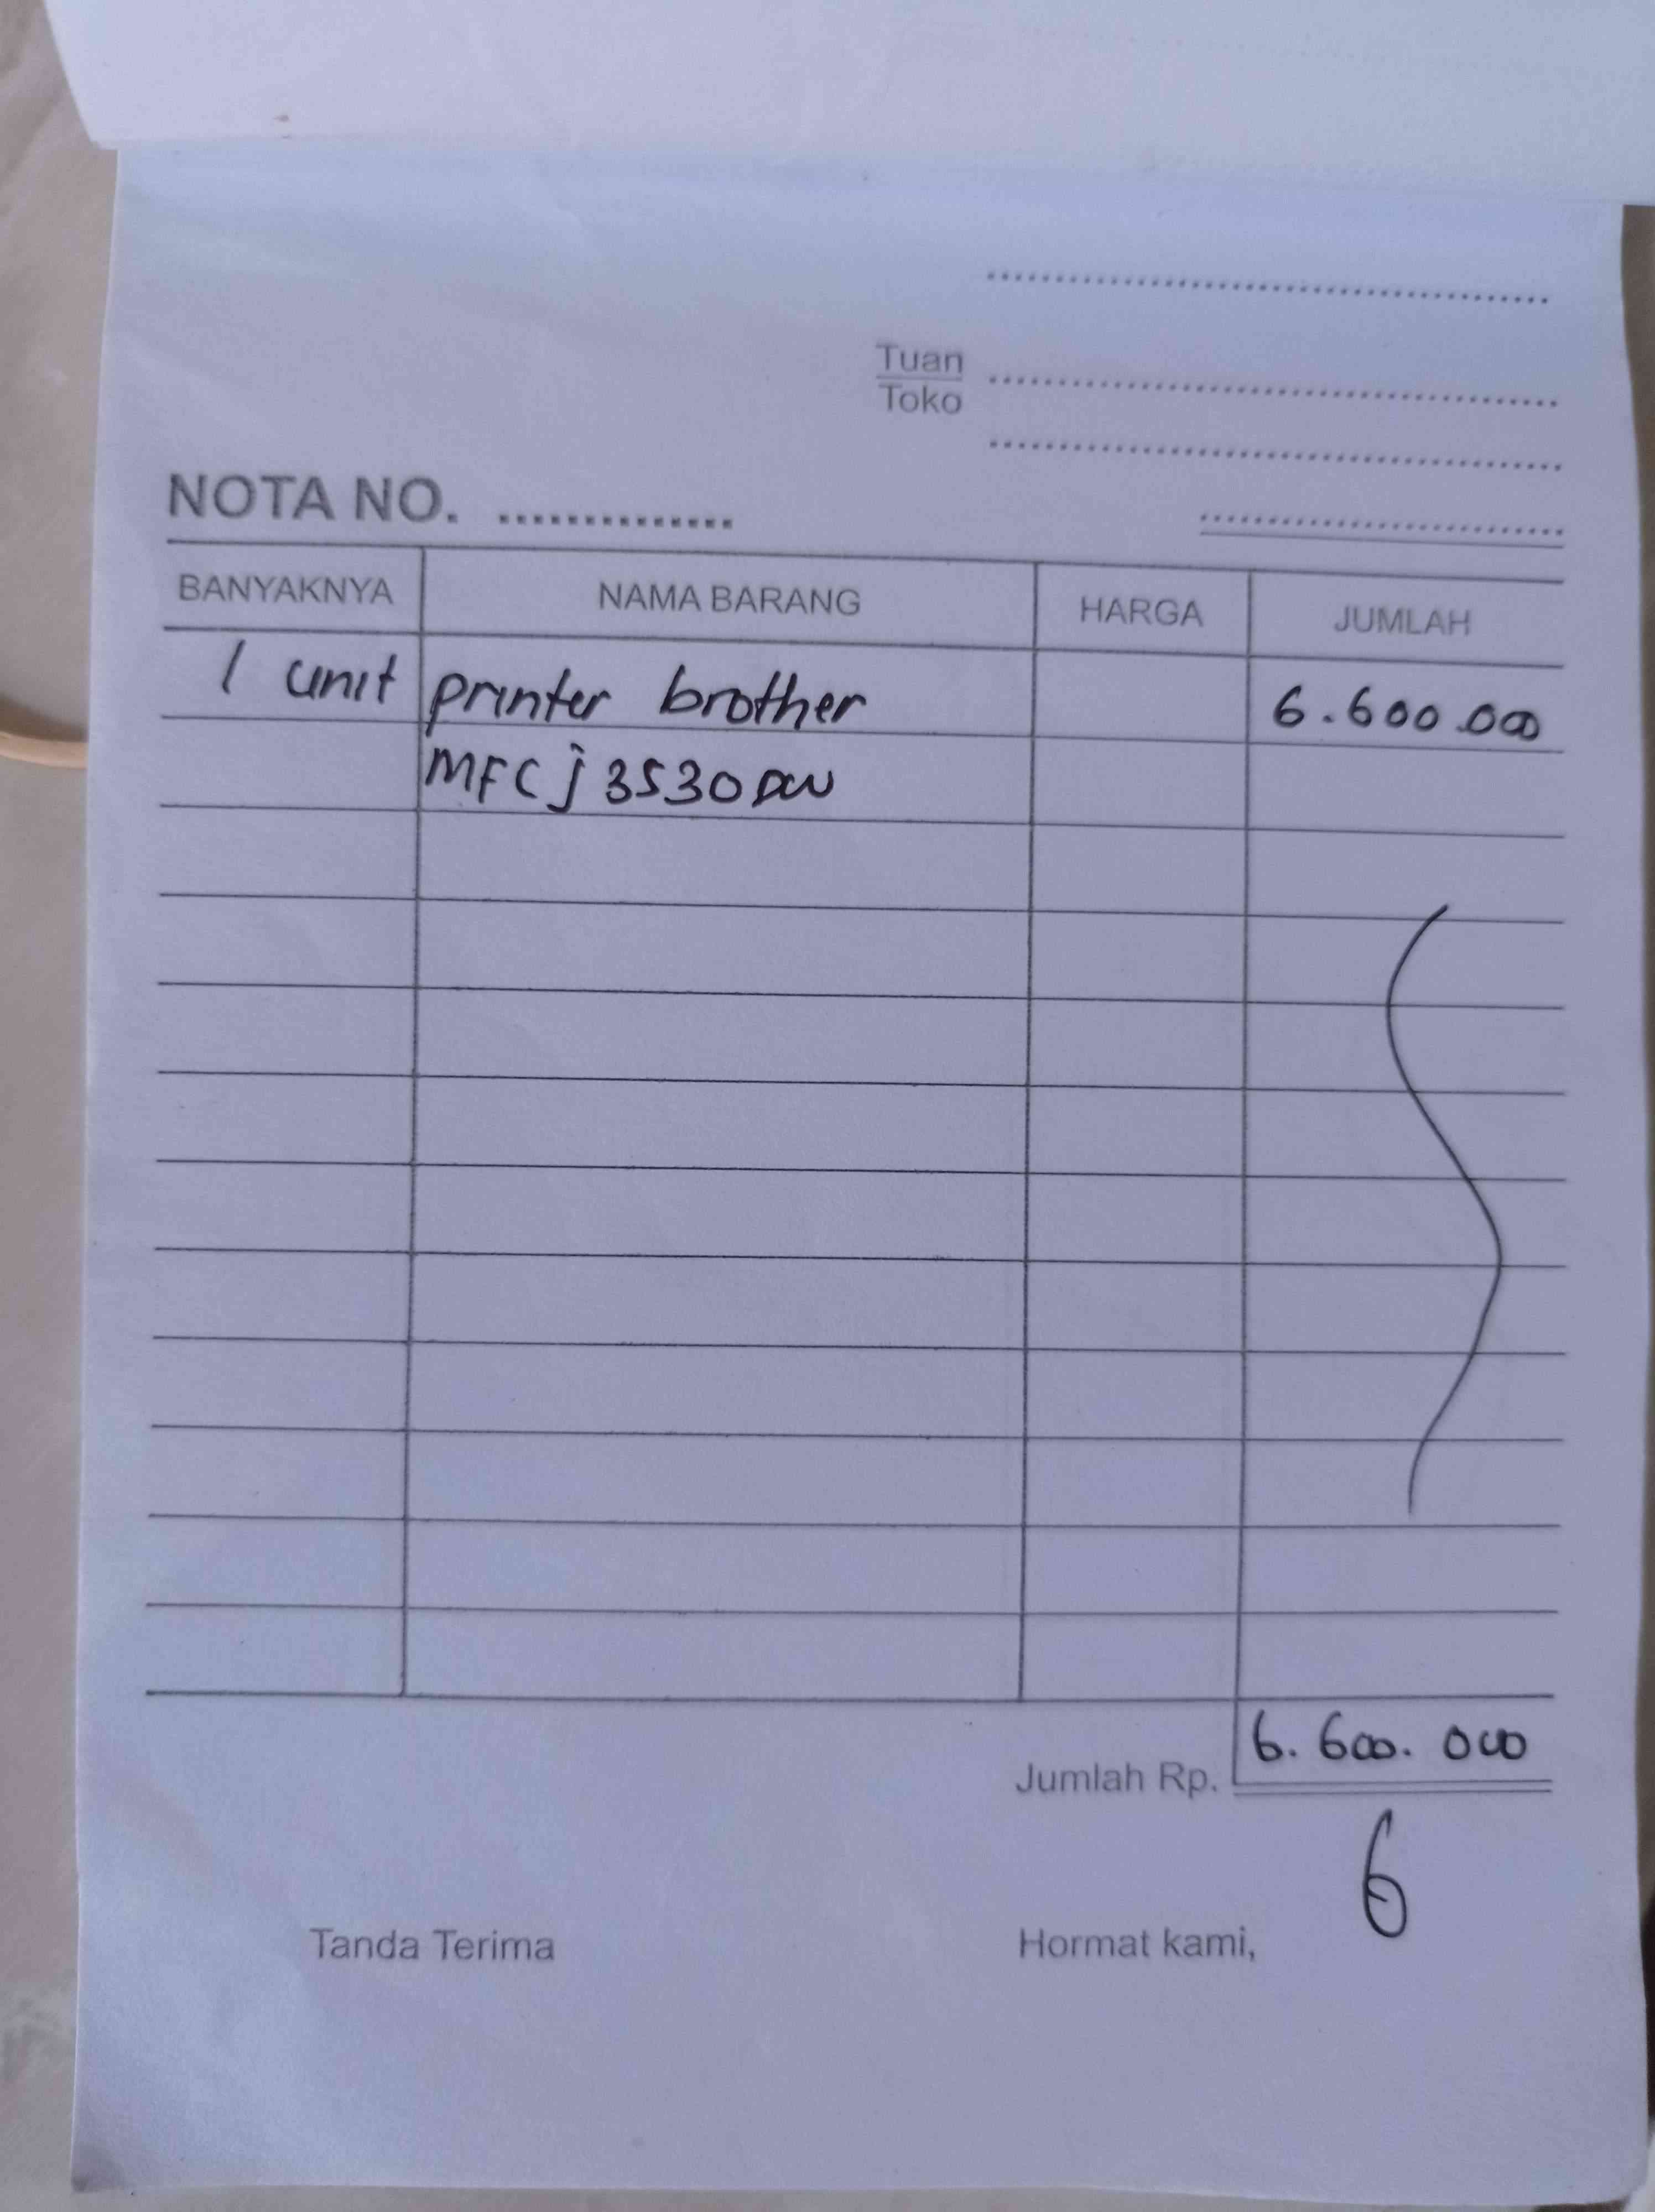 Tuan
Toko
NOTA NO. ..............
BANYAKNYA NAMA BARANG HARGA JUMLAH
1 unit printer brother 6.600.000
MFC j 3530 DW
Jumlah Rp. 6.600.000
6
Tanda Terima Hormat kami,